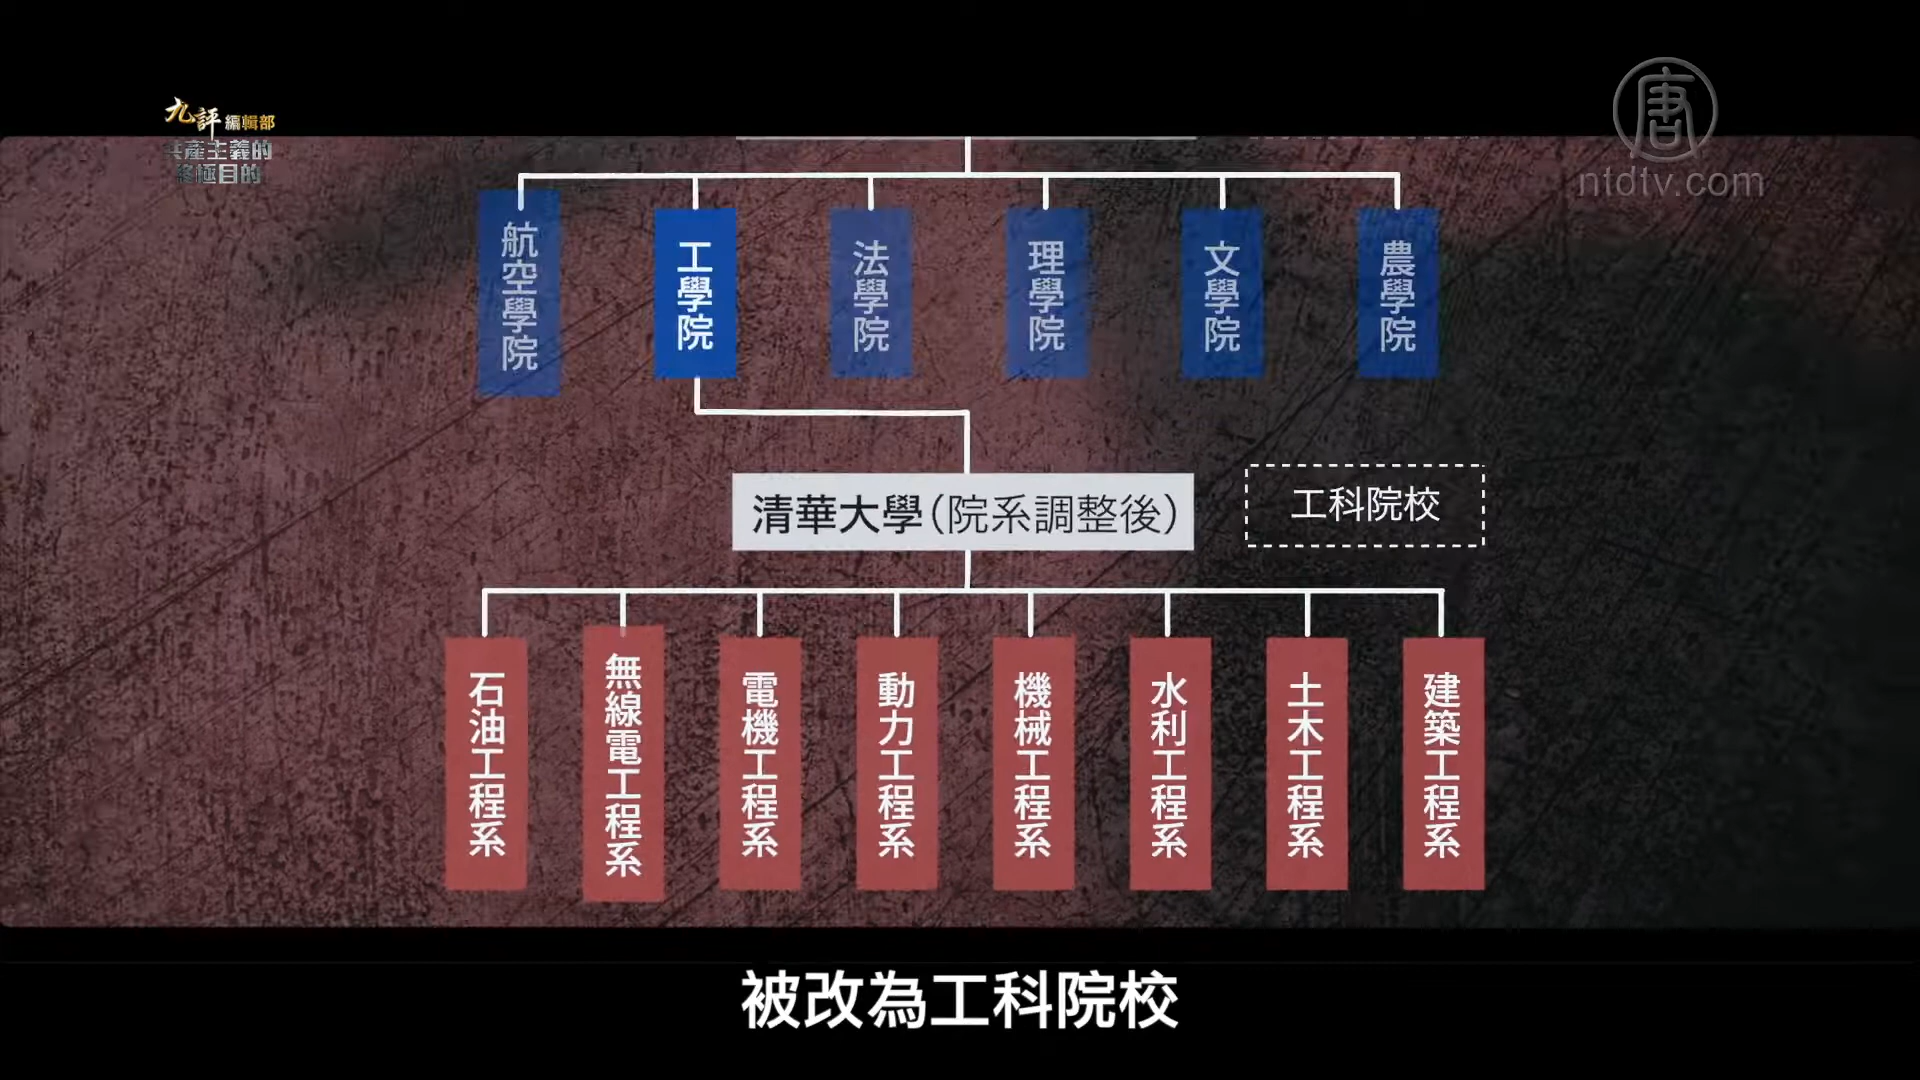 九評編輯部
共產主義的
終極目的
唐
ntdtv.com
航空學院
工學院
法學院
理學院
文學院
農學院
清華大學(院系調整後)
工科院校
石油工程系
無線電工程系
電機工程系
動力工程系
機械工程系
水利工程系
土木工程系
建築工程系
被改為工科院校